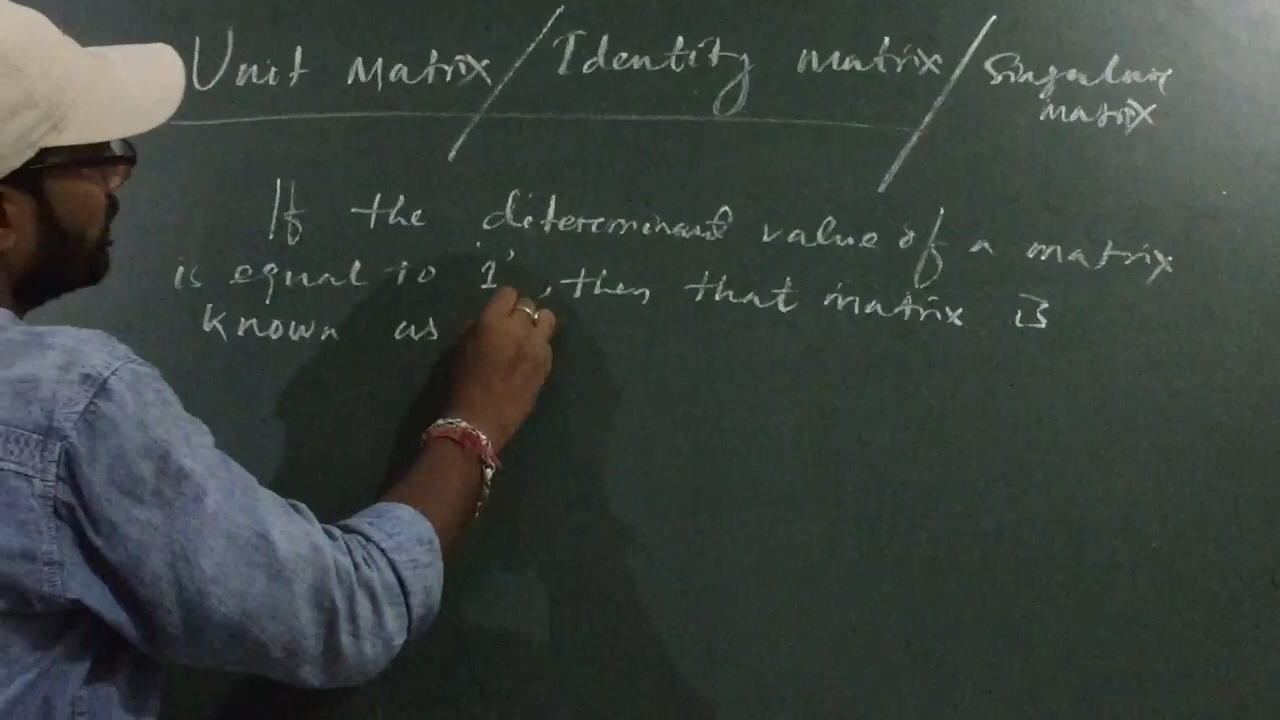 Unit Matrix / Identity matrix / Singular
matrix
If the determinant value of a matrix
is equal to '1', then that matrix is
known as